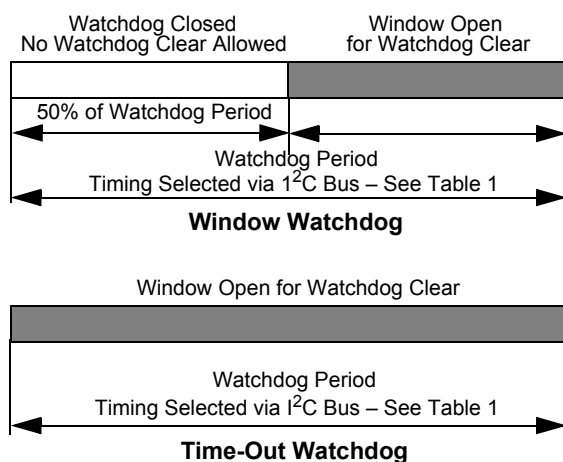 Watchdog Closed
No Watchdog Clear Allowed
Window Open
for Watchdog Clear
50% of Watchdog Period
Watchdog Period
Timing Selected via 1²C Bus – See Table 1
Window Watchdog
Window Open for Watchdog Clear
Watchdog Period
Timing Selected via I²C Bus – See Table 1
Time-Out Watchdog